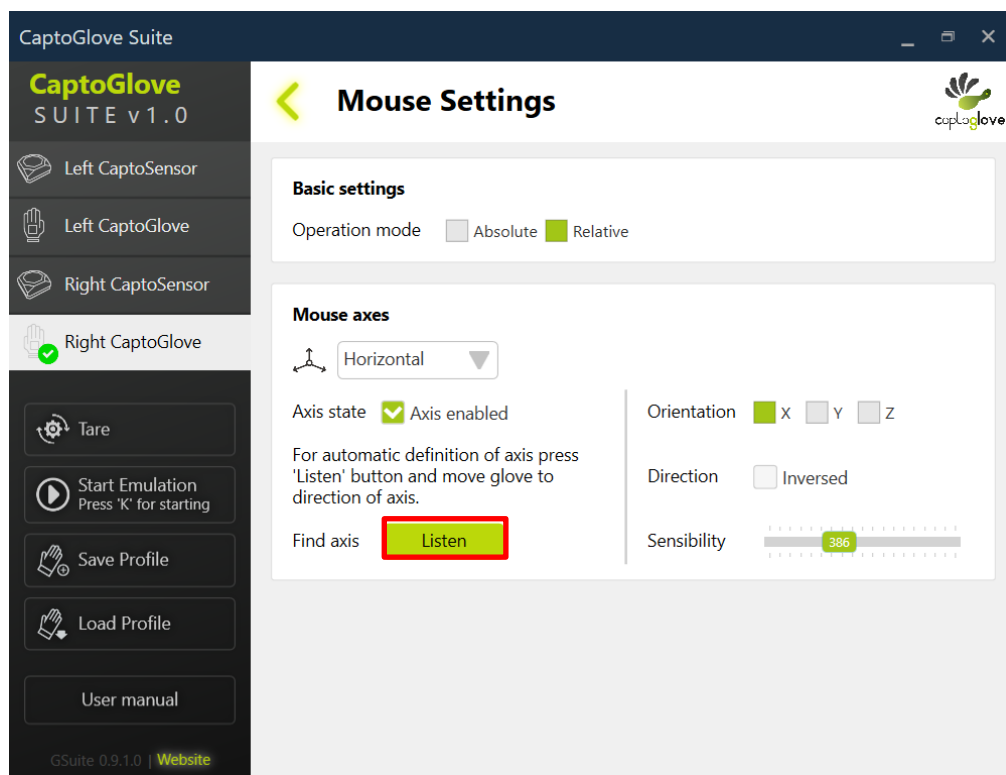 CaptoGlove Suite
CaptoGlove
SUITE v1.0
Left CaptoSensor
Left CaptoGlove
Right CaptoSensor
Right CaptoGlove
Tare
Start Emulation
Press 'K' for starting
Save Profile
Load Profile
User manual
GSuite 0.9.1.0 | Website
Mouse Settings
captoglove
Basic settings
Operation mode Absolute Relative
Mouse axes
Horizontal
Axis state Axis enabled
For automatic definition of axis press
'Listen' button and move glove to
direction of axis.
Find axis Listen
Orientation X Y Z
Direction Inversed
Sensibility 386